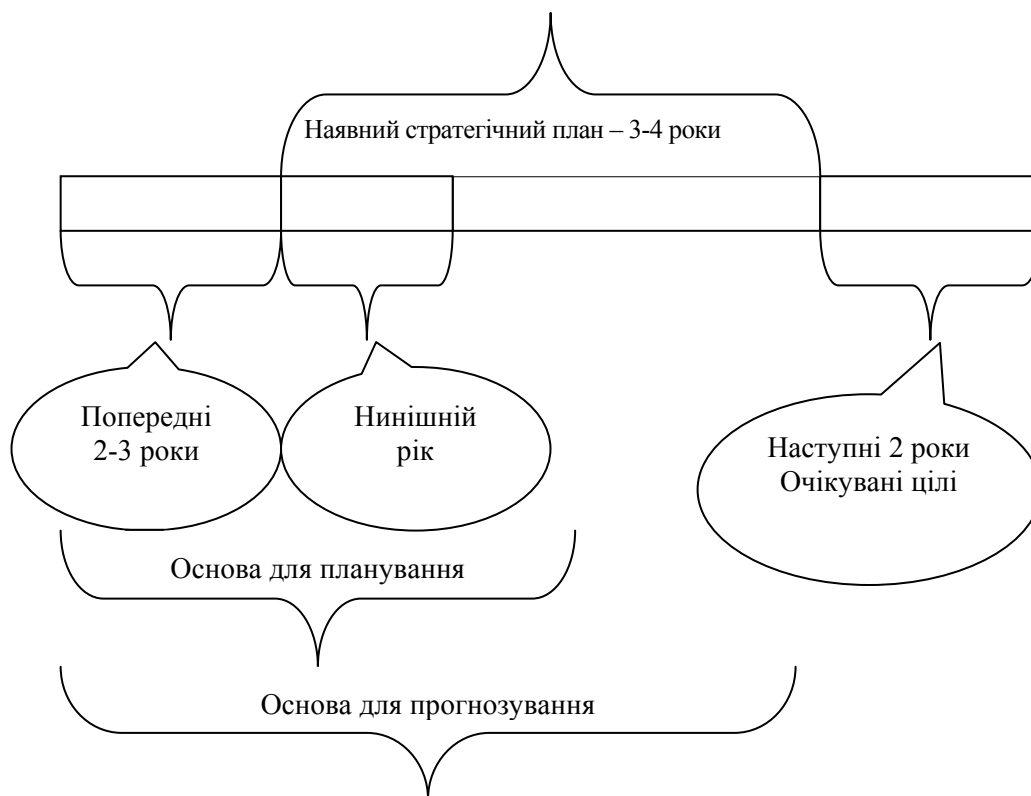 Наявний стратегічний план – 3-4 роки
Попередні
2-3 роки
Нинішній
рік
Наступні 2 роки
Очікувані цілі
Основа для планування
Основа для прогнозування